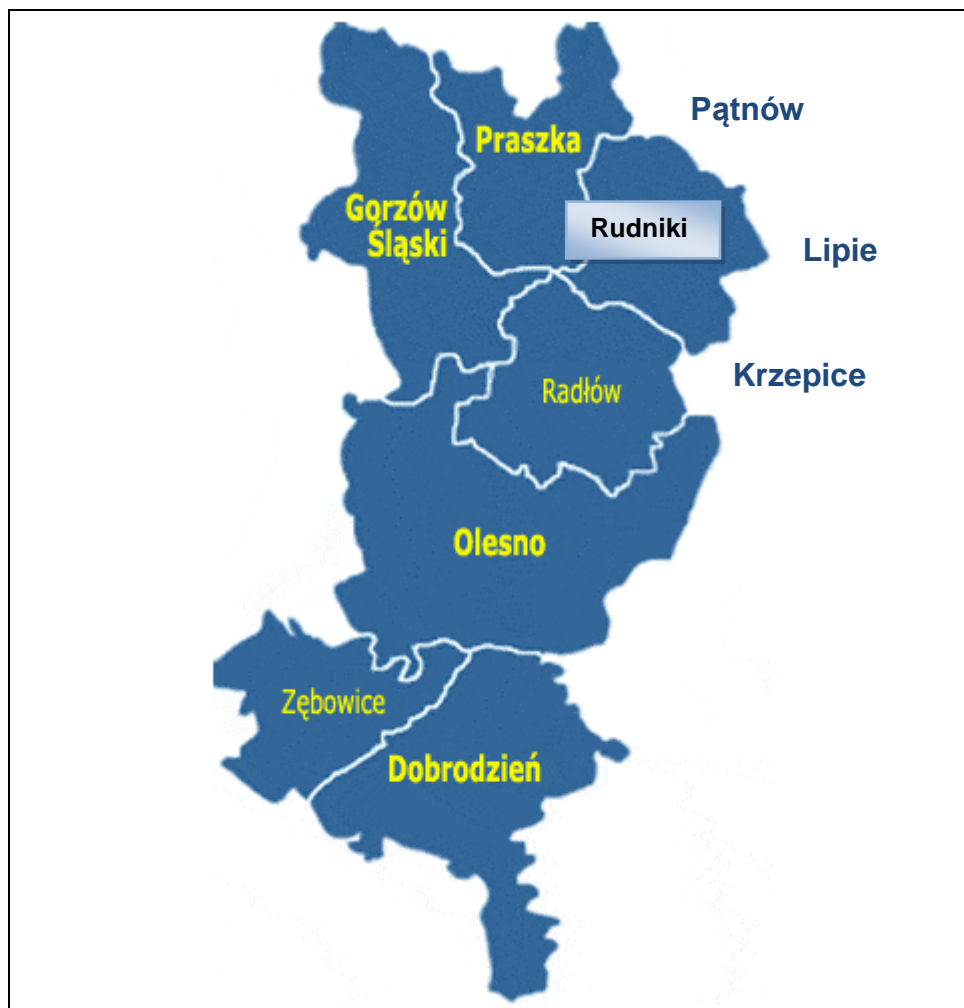 Pątnów
Praszka
Gorzów
Śląski
Rudniki
Lipie
Krzepice
Radłów
Olesno
Zębowice
Dobrodzień